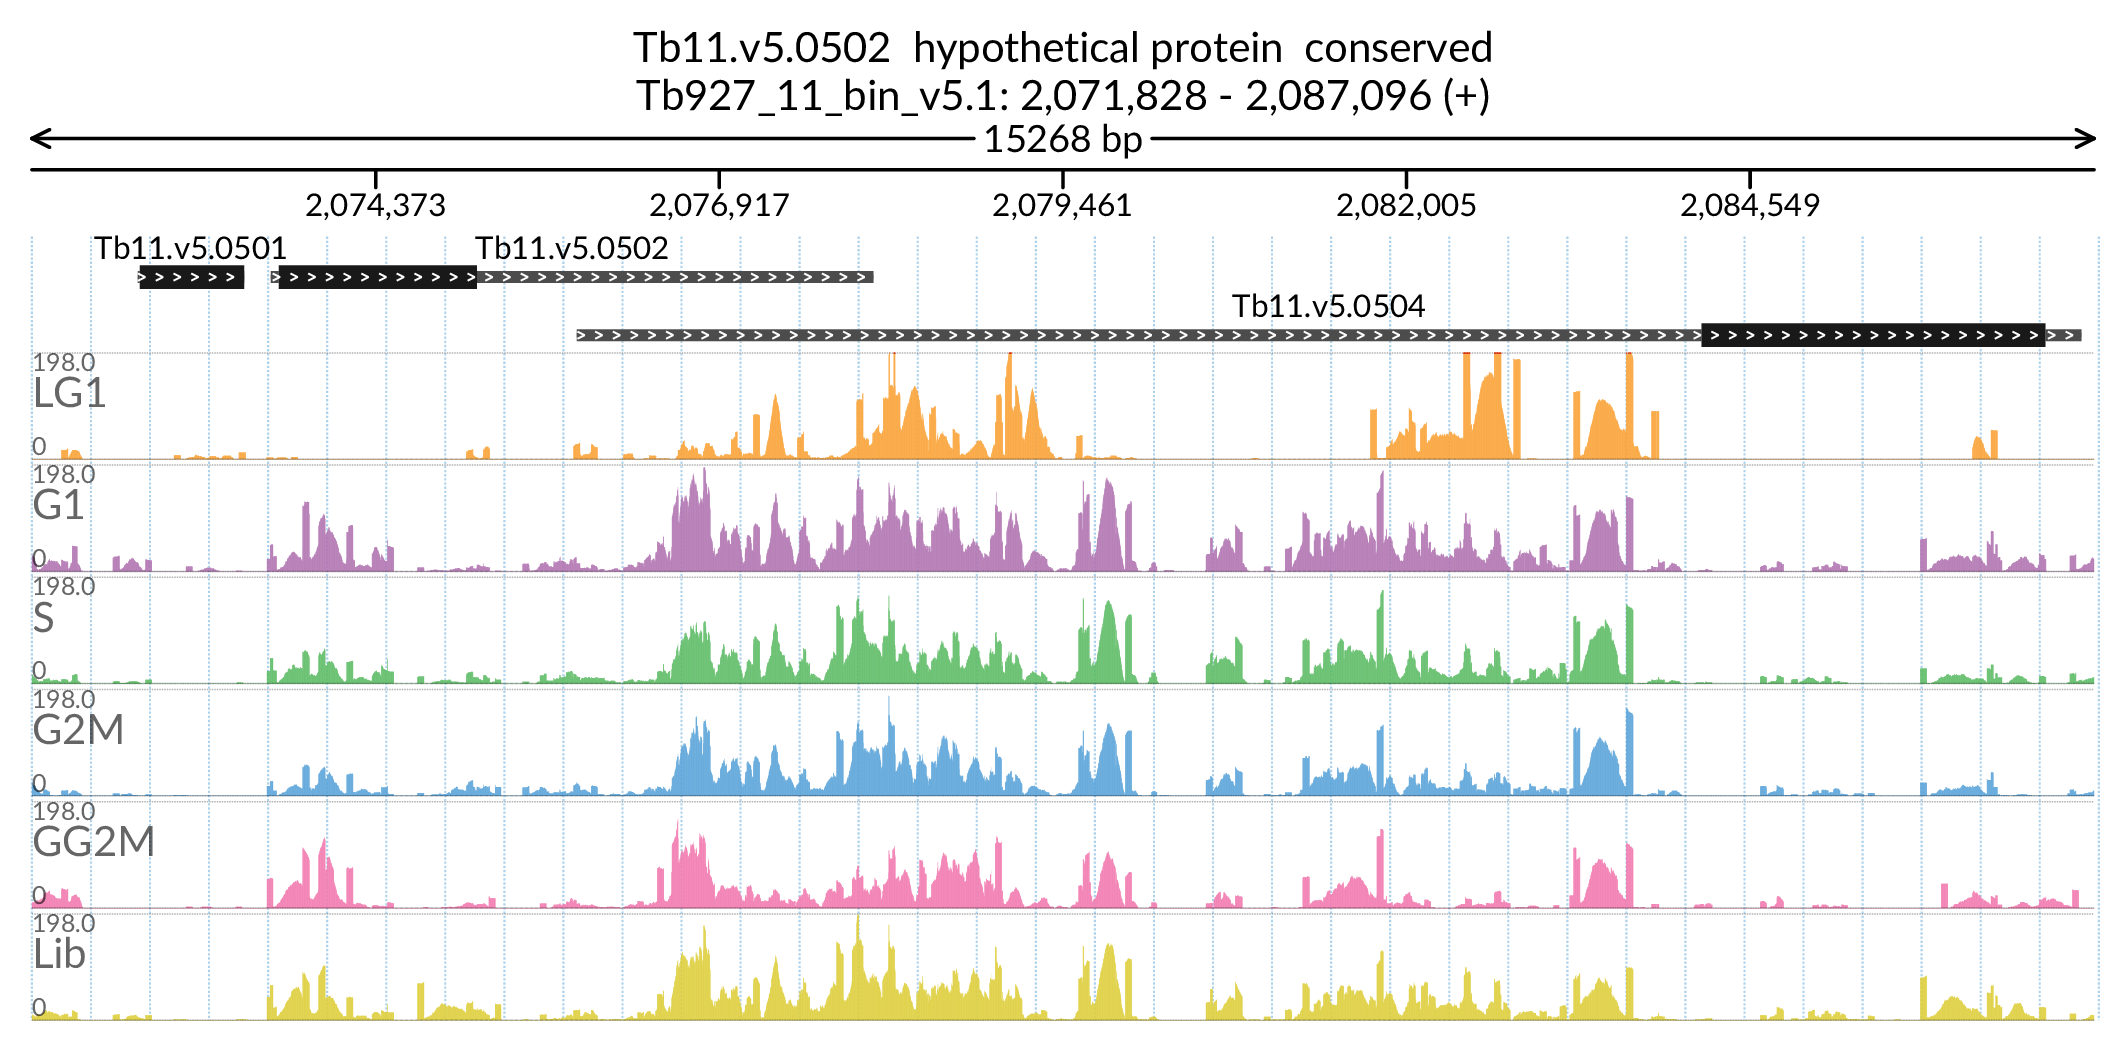 Tb11.v5.0502 hypothetical protein conserved
Tb927_11_bin_v5.1: 2,071,828 - 2,087,096 (+)
15268 bp
2,074,373 2,076,917 2,079,461 2,082,005 2,084,549
Tb11.v5.0501 Tb11.v5.0502
Tb11.v5.0504
198.0
LG1
0
198.0
G1
0
198.0
S
0
198.0
G2M
0
198.0
GG2M
0
198.0
Lib
0